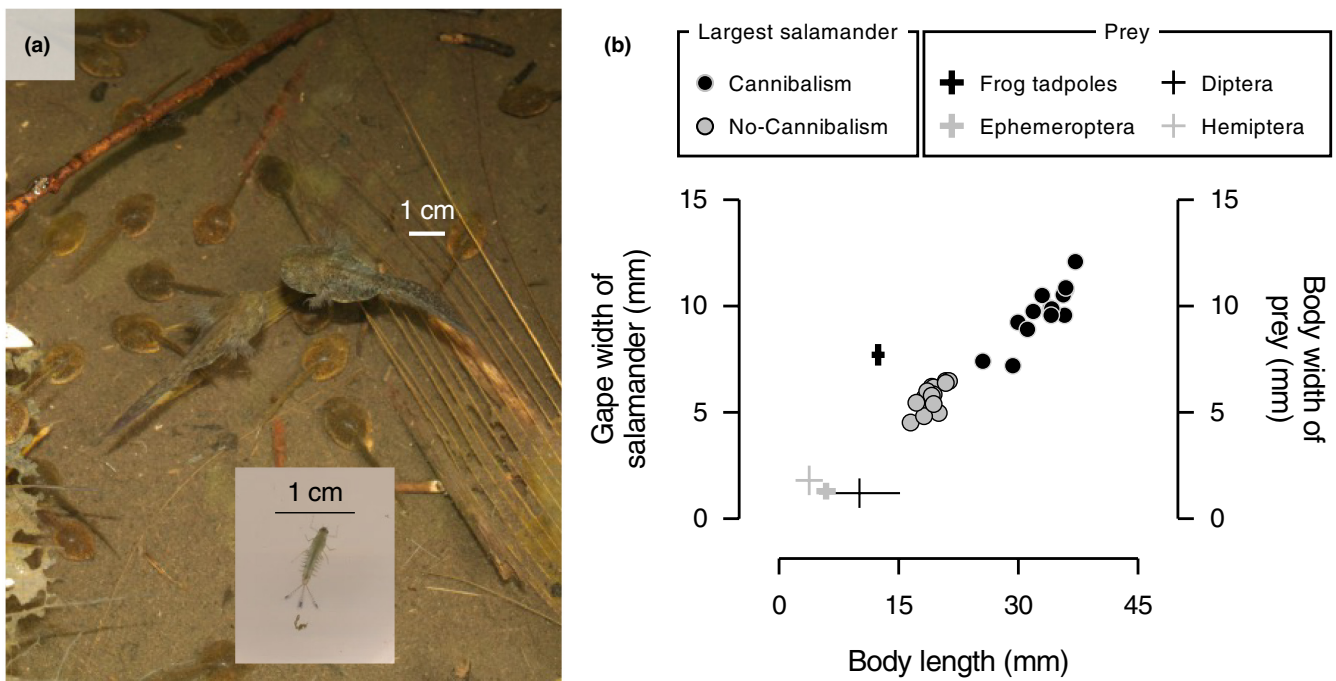 (a)
1 cm
1 cm
(b)
Largest salamander
Cannibalism
No-Cannibalism
Prey
Frog tadpoles
Diptera
Ephemeroptera
Hemiptera
Gape width of
salamander (mm)
15
10
5
0
15
10
5
0
Body width of
prey (mm)
0 15 30 45
Body length (mm)